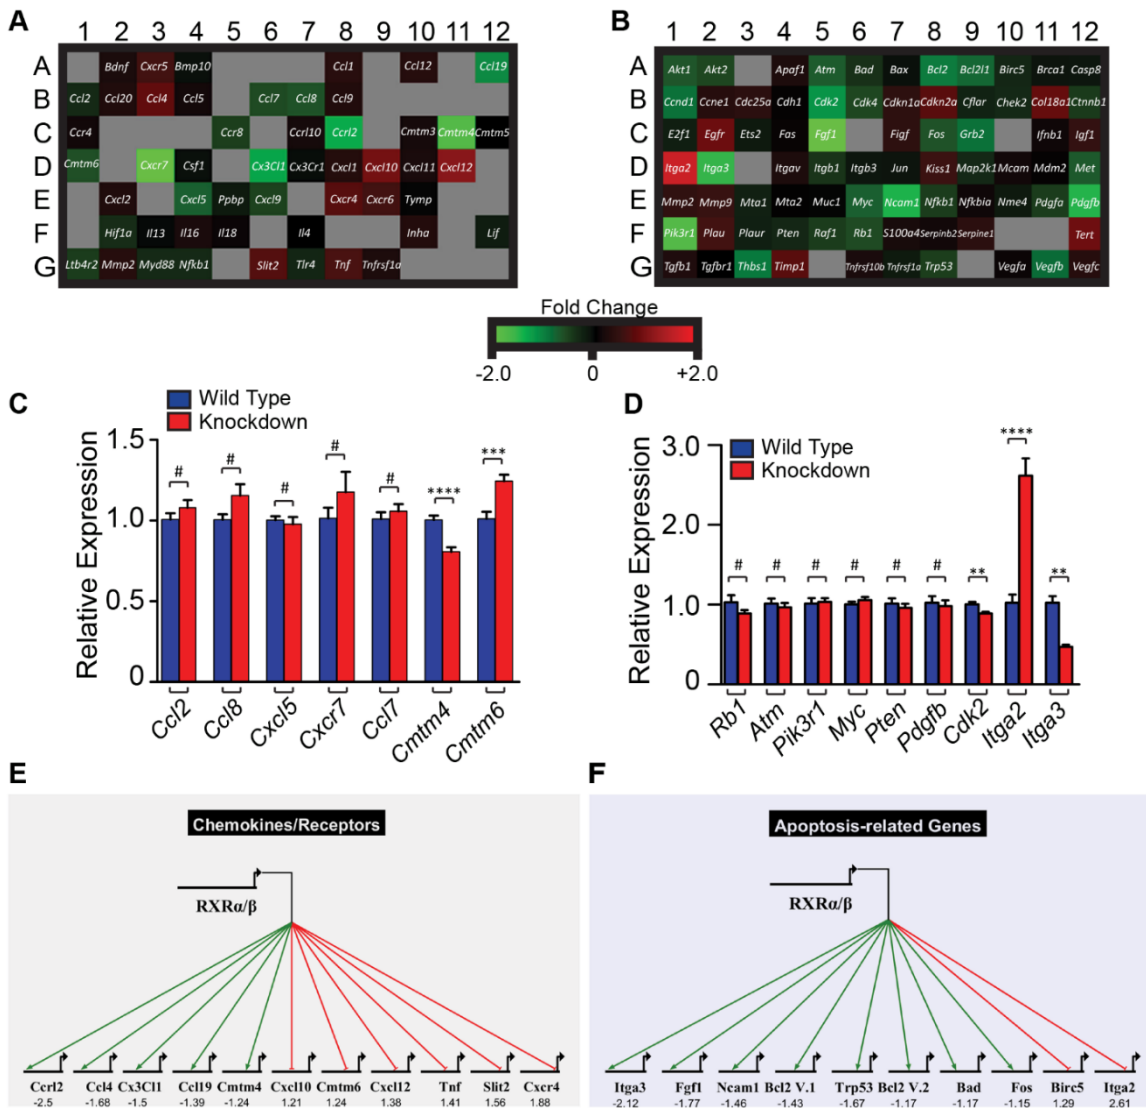 A
1 2 3 4 5 6 7 8 9 10 11 12
A Bdnf Cxcr5 Bmp10 Ccl1 Ccl12 Ccl19
B Ccl2 Ccl20 Ccl4 Ccl5 Ccl7 Ccl8 Ccl9
C Ccr4 Ccr8 Ccrl10 Ccrl2 Cmtm3 Cmtm4 Cmtm5
D Cmtm6 Cxcr7 Csf1 Cx3Cl1 Cx3Cr1 Cxcl1 Cxcl10 Cxcl11 Cxcl12
E Cxcl2 Cxcl5 Ppbp Cxcl9 Cxcr4 Cxcr6 Tymp
F Hif1a Il13 Il16 Il18 Il4 Inha Lif
G Ltb4r2 Mmp2 Myd88 Nfkb1 Slit2 Tlr4 Tnf Tnfrsf1a
B
1 2 3 4 5 6 7 8 9 10 11 12
A Akt1 Akt2 Apaf1 Atm Bad Bax Bcl2 Bcl2l1 Birc5 Brca1 Casp8
B Ccnd1 Ccne1 Cdc25a Cdh1 Cdk2 Cdk4 Cdkn1a Cdkn2a Cflar Chek2 Col18a1 Ctnnb1
C E2f1 Egfr Ets2 Fas Fgf1 Figf Fos Grb2 Ifnb1 Igf1
D Itga2 Itga3 Itgav Itgb1 Itgb3 Jun Kiss1 Map2k1 Mcam Mdm2 Met
E Mmp2 Mmp9 Mta1 Mta2 Muc1 Myc Ncam1 Nfkb1 Nfkbia Nme4 Pdgfa Pdgfb
F Pik3r1 Plau Plaur Pten Raf1 Rb1 S100a4 Serpinb2 Serpine1 Tert
G Tgfb1 Tgfbr1 Thbs1 Timp1 Tnfrsf10b Tnfrsf1a Trp53 Vegfa Vegfb Vegfc
Fold Change
-2.0 0 +2.0
C
Wild Type
Knockdown
Relative Expression
1.5
1.0
0.5
0
# # # # # **** ***
Ccl2 Ccl8 Cxcl5 Cxcr7 Ccl7 Cmtm4 Cmtm6
D
Wild Type
Knockdown
Relative Expression
3.0
2.0
1.0
0
# # # # # # ** **** **
Rb1 Atm Pik3r1 Myc Pten Pdgfb Cdk2 Itga2 Itga3
E
Chemokines/Receptors
RXRα/β
Ccrl2 Ccl4 Cx3Cl1 Ccl19 Cmtm4 Cxcl10 Cmtm6 Cxcl12 Tnf Slit2 Cxcr4
-2.5 -1.68 -1.5 -1.39 -1.24 1.21 1.24 1.38 1.41 1.56 1.88
F
Apoptosis-related Genes
RXRα/β
Itga3 Fgf1 Ncam1 Bcl2 V.1 Trp53 Bcl2 V.2 Bad Fos Birc5 Itga2
-2.12 -1.77 -1.46 -1.43 -1.67 -1.17 -1.17 -1.15 1.29 2.61